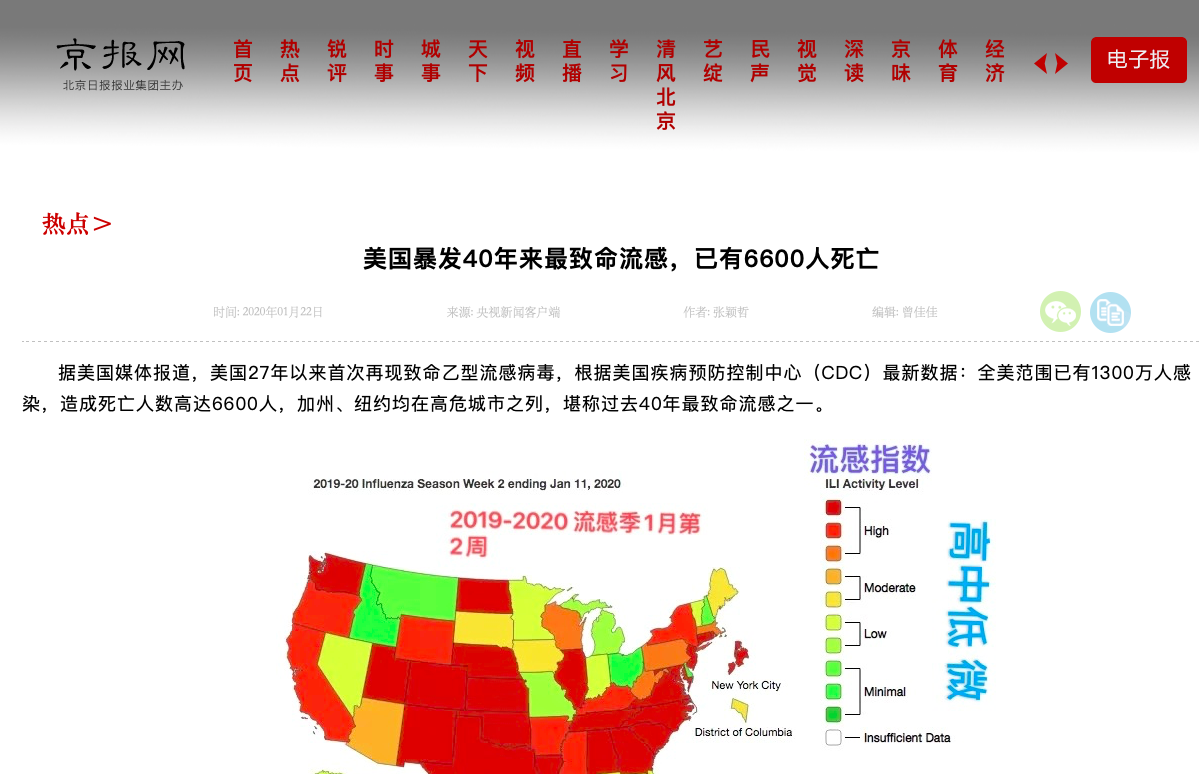 京报网
北京日报报业集团主办
首页 热点 锐评 时事 城事 天下 视频 直播 学习 清风北京 艺绽 民声 视觉 深读 京味 体育 经济
电子报
热点>
美国暴发40年来最致命流感，已有6600人死亡
时间: 2020年01月22日 来源: 央视新闻客户端 作者: 张颖哲 编辑: 曾佳佳
据美国媒体报道，美国27年以来首次再现致命乙型流感病毒，根据美国疾病预防控制中心（CDC）最新数据：全美范围已有1300万人感
染，造成死亡人数高达6600人，加州、纽约均在高危城市之列，堪称过去40年最致命流感之一。
流感指数
2019-20 Influenza Season Week 2 ending Jan 11, 2020
ILI Activity Level
2019-2020 流感季1月第
2周
High
Moderate
Low
Minimal
Insufficient Data
高中低 微
New York City
District of Columbia